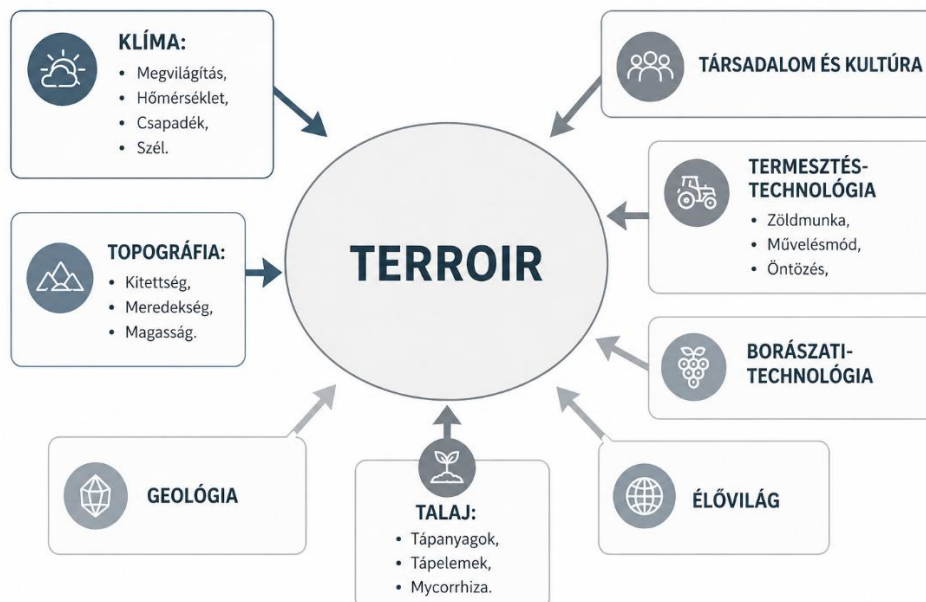 KLÍMA:
• Megvilágítás,
• Hőmérséklet,
• Csapadék,
• Szél.
TÁRSADALOM ÉS KULTÚRA
TERMESZTÉS-
TECHNOLÓGIA
• Zöldmunka,
• Művelésmód,
• Öntözés,
TOPOGRÁFIA:
• Kitettség,
• Meredekség,
• Magasság.
TERROIR
BORÁSZATI-
TECHNOLÓGIA
GEOLÓGIA
TALAJ:
• Tápanyagok,
• Tápelemek,
• Mycorrhiza.
ÉLŐVILÁG